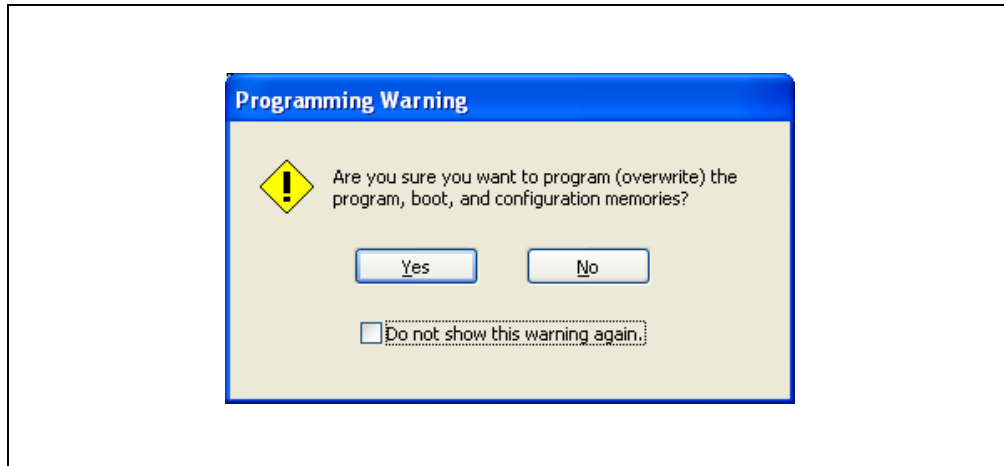 Programming Warning
Are you sure you want to program (overwrite) the
program, boot, and configuration memories?
Yes
No
Do not show this warning again.